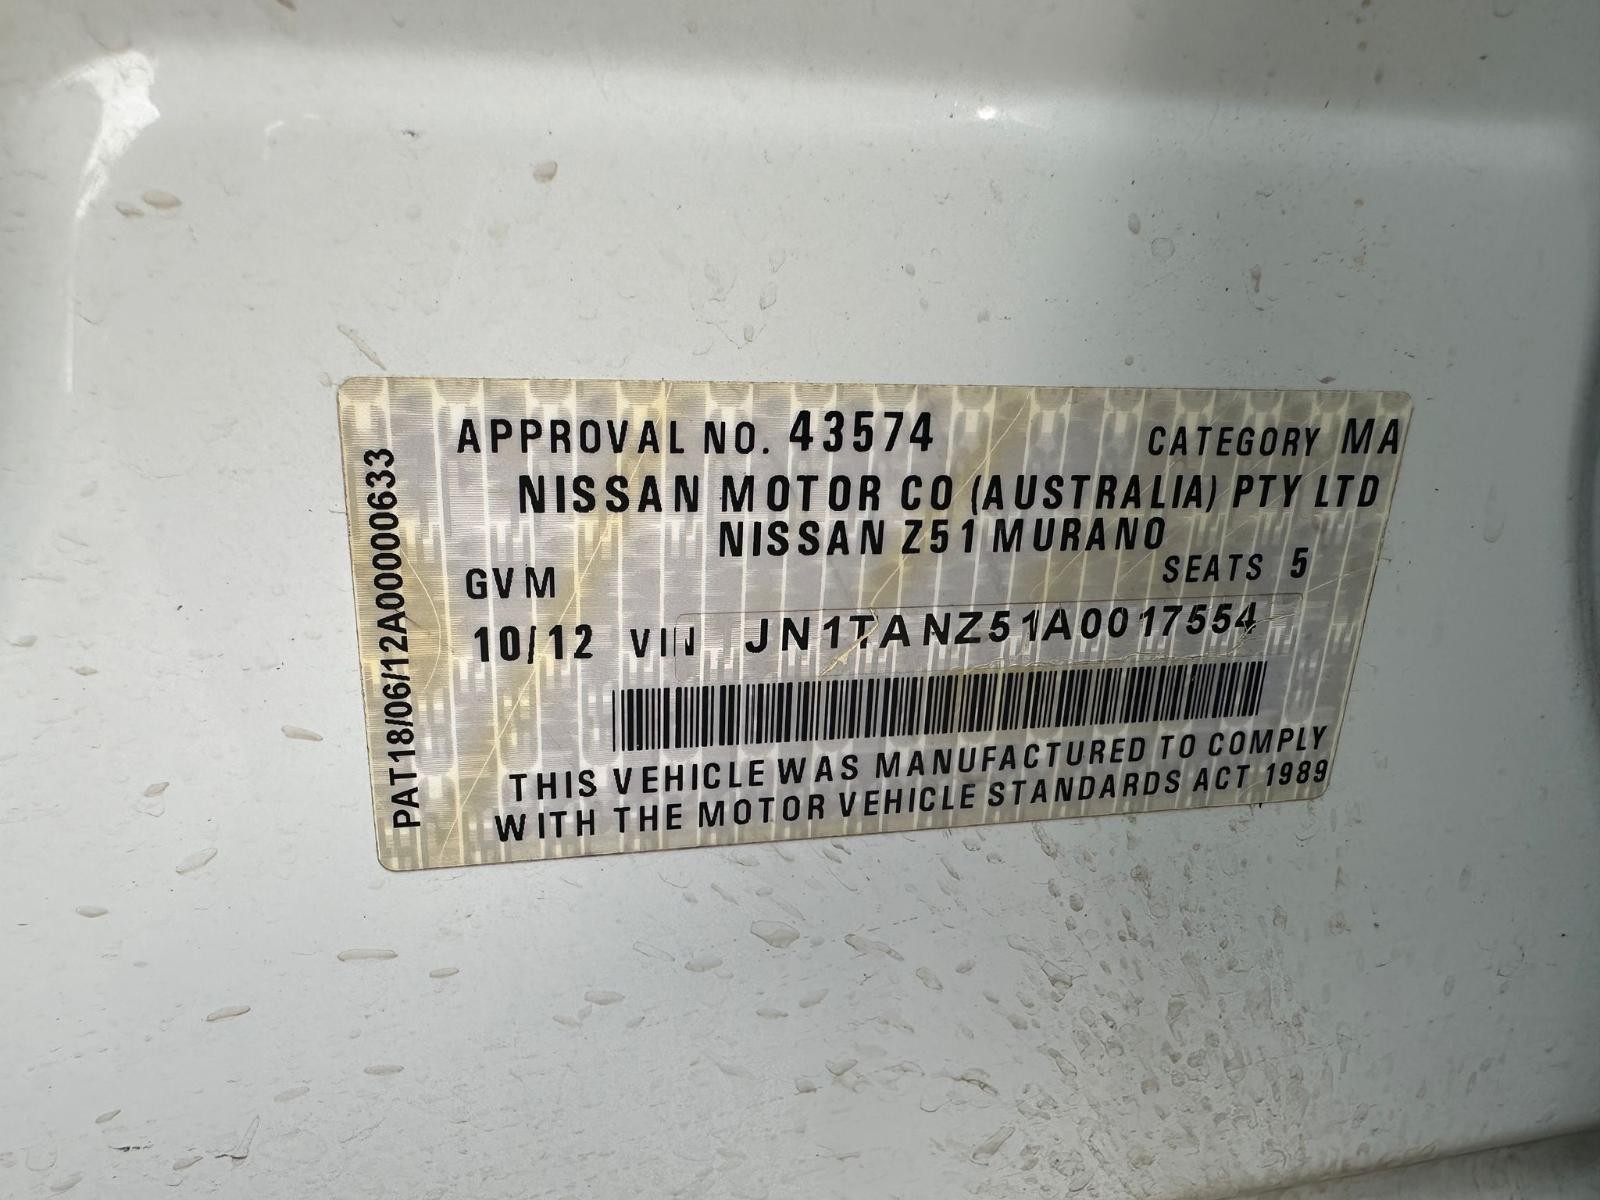 APPROVAL NO. 43574 CATEGORY MA
NISSAN MOTOR CO (AUSTRALIA) PTY LTD
NISSAN Z51 MURANO
GVM SEATS 5
10/12 VIN JN1TANZ51A0017554
THIS VEHICLE WAS MANUFACTURED TO COMPLY
WITH THE MOTOR VEHICLE STANDARDS ACT 1989
PAT18/06/12A0000633